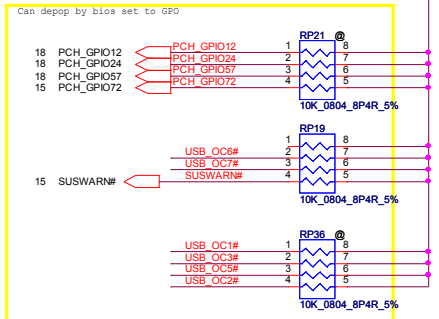 Can depop by bios set to GPO
RP21 @
18 PCH_GPIO12 PCH_GPIO12 1 8
18 PCH_GPIO24 PCH_GPIO24 2 7
18 PCH_GPIO57 PCH_GPIO57 3 6
15 PCH_GPIO72 PCH_GPIO72 4 5
10K_0804_8P4R_5%
RP19
1 8
USB_OC6# 2 7
USB_OC7# 3 6
15 SUSWARN# SUSWARN# 4 5
10K_0804_8P4R_5%
RP36 @
USB_OC1# 1 8
USB_OC3# 2 7
USB_OC5# 3 6
USB_OC2# 4 5
10K_0804_8P4R_5%